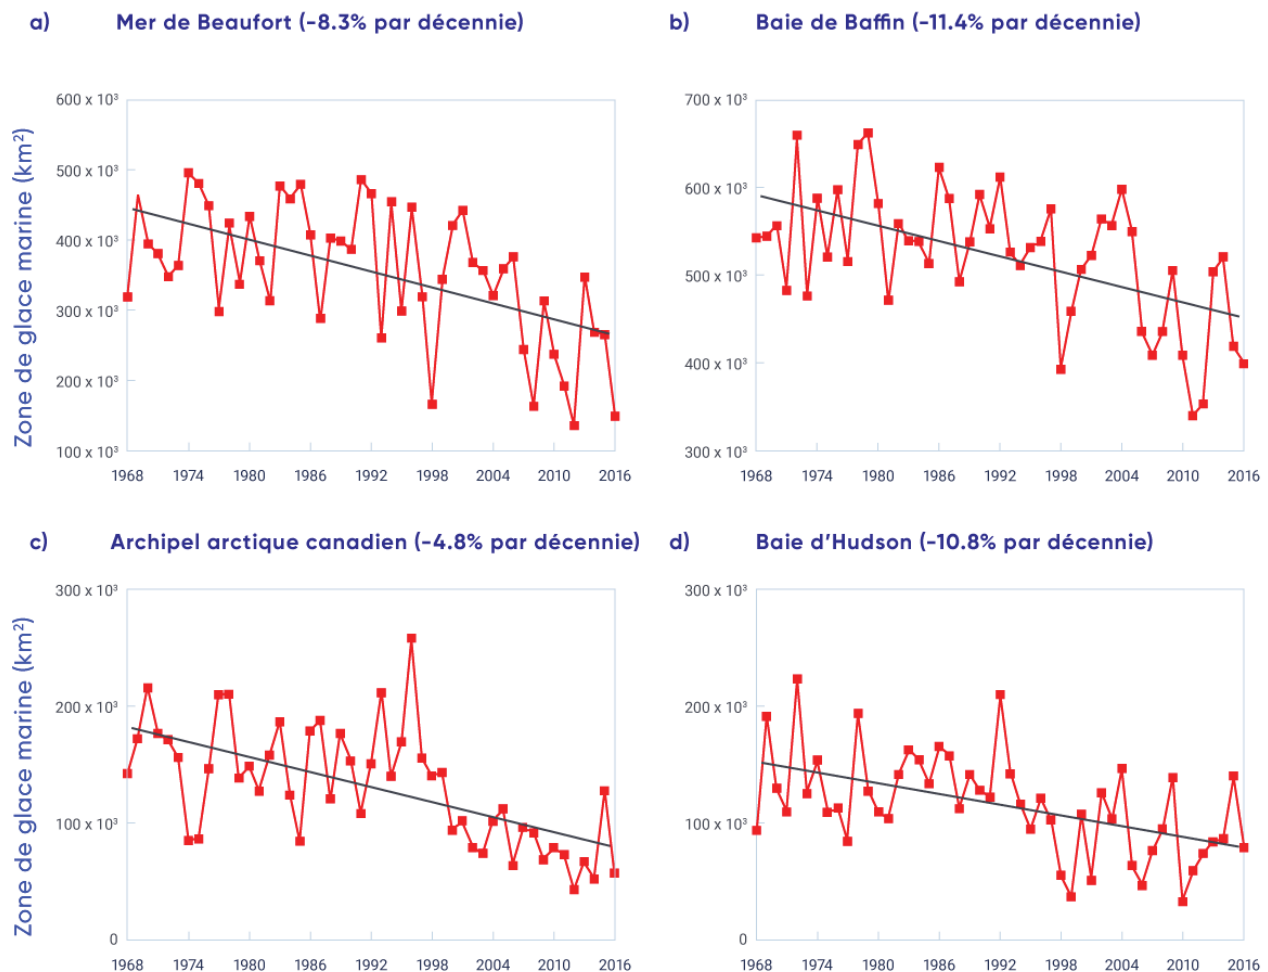 a) Mer de Beaufort (-8.3% par décennie)
Zone de glace marine (km²)
600 x 10³
500 x 10³
400 x 10³
300 x 10³
200 x 10³
100 x 10³
1968 1974 1980 1986 1992 1998 2004 2010 2016
b) Baie de Baffin (-11.4% par décennie)
700 x 10³
600 x 10³
500 x 10³
400 x 10³
300 x 10³
1968 1974 1980 1986 1992 1998 2004 2010 2016
c) Archipel arctique canadien (-4.8% par décennie)
Zone de glace marine (km²)
300 x 10³
200 x 10³
100 x 10³
0
1968 1974 1980 1986 1992 1998 2004 2010 2016
d) Baie d’Hudson (-10.8% par décennie)
300 x 10³
200 x 10³
100 x 10³
0
1968 1974 1980 1986 1992 1998 2004 2010 2016